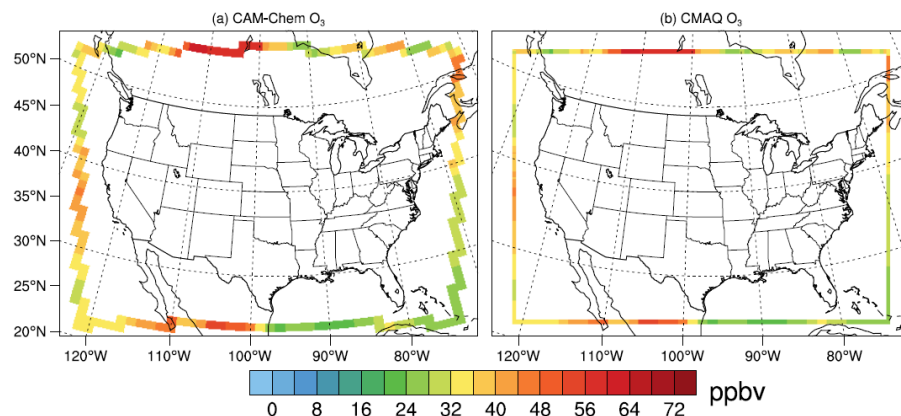 (a) CAM-Chem O₃
(b) CMAQ O₃
50°N
45°N
40°N
35°N
30°N
25°N
20°N
120°W 110°W 100°W 90°W 80°W
120°W 110°W 100°W 90°W 80°W
0 8 16 24 32 40 48 56 64 72
ppbv